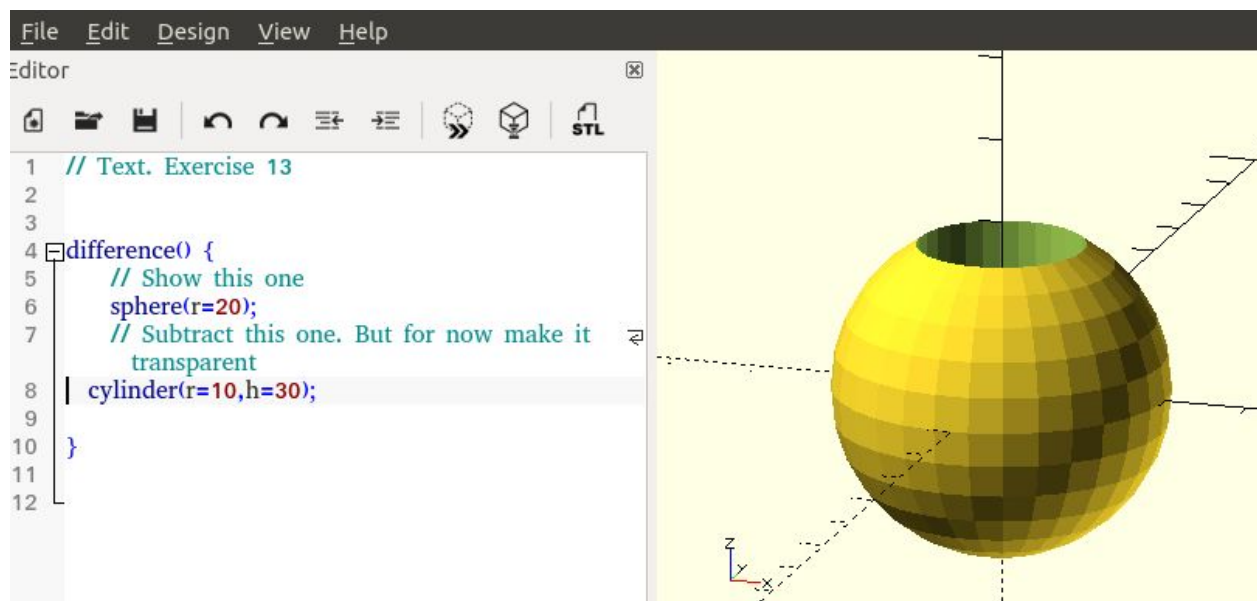 File Edit Design View Help
Editor
STL
1 // Text. Exercise 13
2
3
4 difference() {
5 // Show this one
6 sphere(r=20);
7 // Subtract this one. But for now make it
transparent
8 cylinder(r=10,h=30);
9
10 }
11
12
Z
Y
X